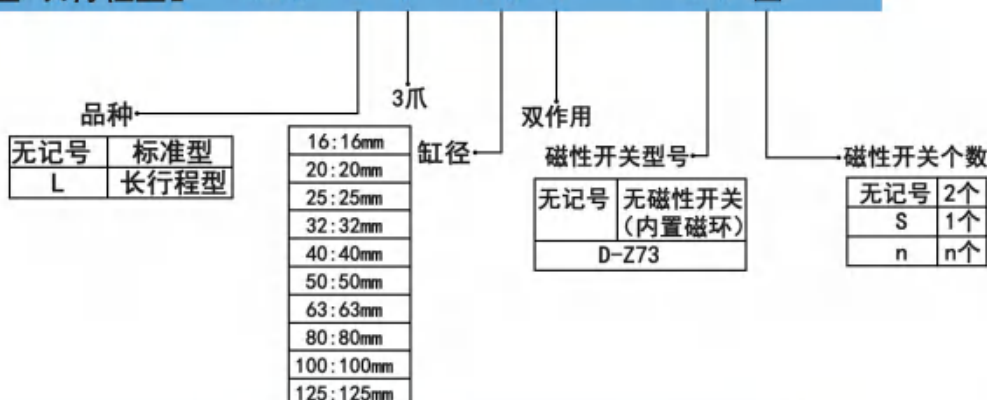 3爪
品种
无记号 标准型
L 长行程型
16:16mm
20:20mm
25:25mm
32:32mm
40:40mm
50:50mm
63:63mm
80:80mm
100:100mm
125:125mm
缸径
双作用
磁性开关型号
无记号 无磁性开关
(内置磁环)
D-Z73
磁性开关个数
无记号 2个
S 1个
n n个